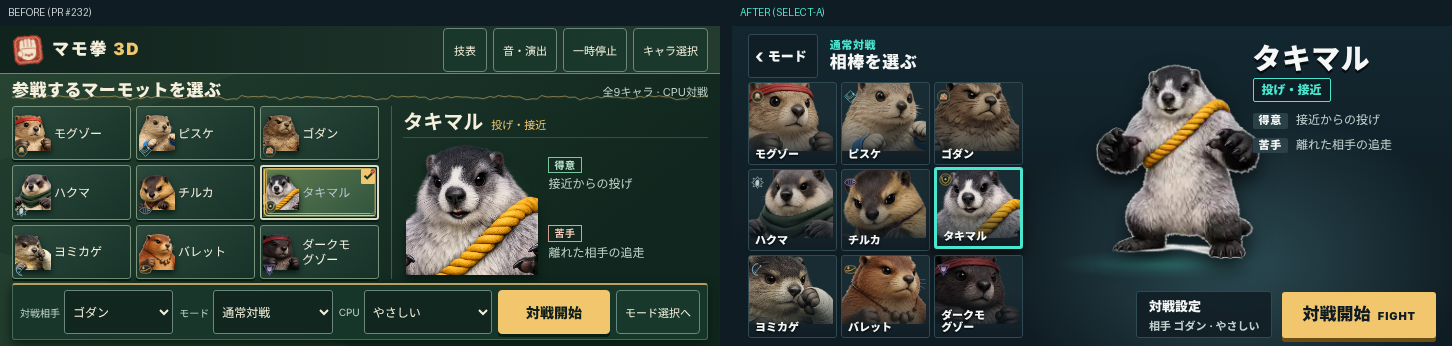 BEFORE (PR #232)
マモ拳 3D
技表
音・演出
一時停止
キャラ選択
参戦するマーモットを選ぶ
全9キャラ・CPU対戦
モグゾー
ピスケ
ゴダン
ハクマ
チルカ
タキマル
ヨミカゲ
バレット
ダークモ
グゾー
タキマル 投げ・接近
得意
接近からの投げ
苦手
離れた相手の追走
対戦相手 ゴダン
モード 通常対戦
CPU やさしい
対戦開始
モード選択へ
AFTER (SELECT-A)
‹ モード
通常対戦
相棒を選ぶ
モグゾー
ピスケ
ゴダン
ハクマ
チルカ
タキマル
ヨミカゲ
バレット
ダークモ
グゾー
タキマル
投げ・接近
得意 接近からの投げ
苦手 離れた相手の追走
対戦設定
相手 ゴダン · やさしい
対戦開始 FIGHT